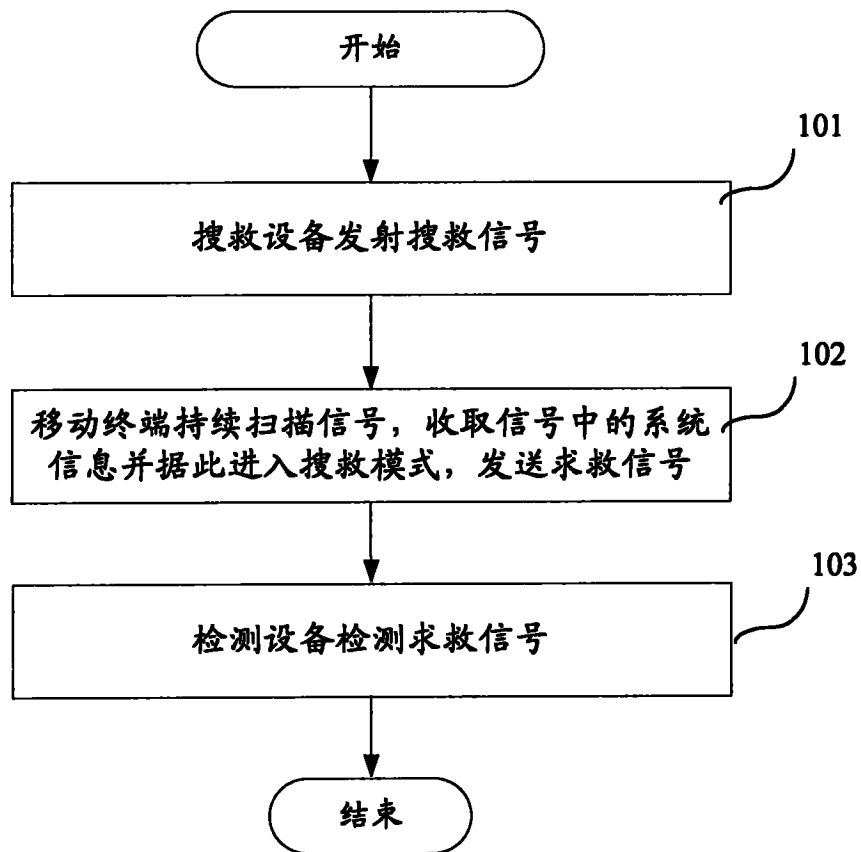 开始
101
搜救设备发射搜救信号
102
移动终端持续扫描信号，收取信号中的系统
信息并据此进入搜救模式，发送求救信号
103
检测设备检测求救信号
结束